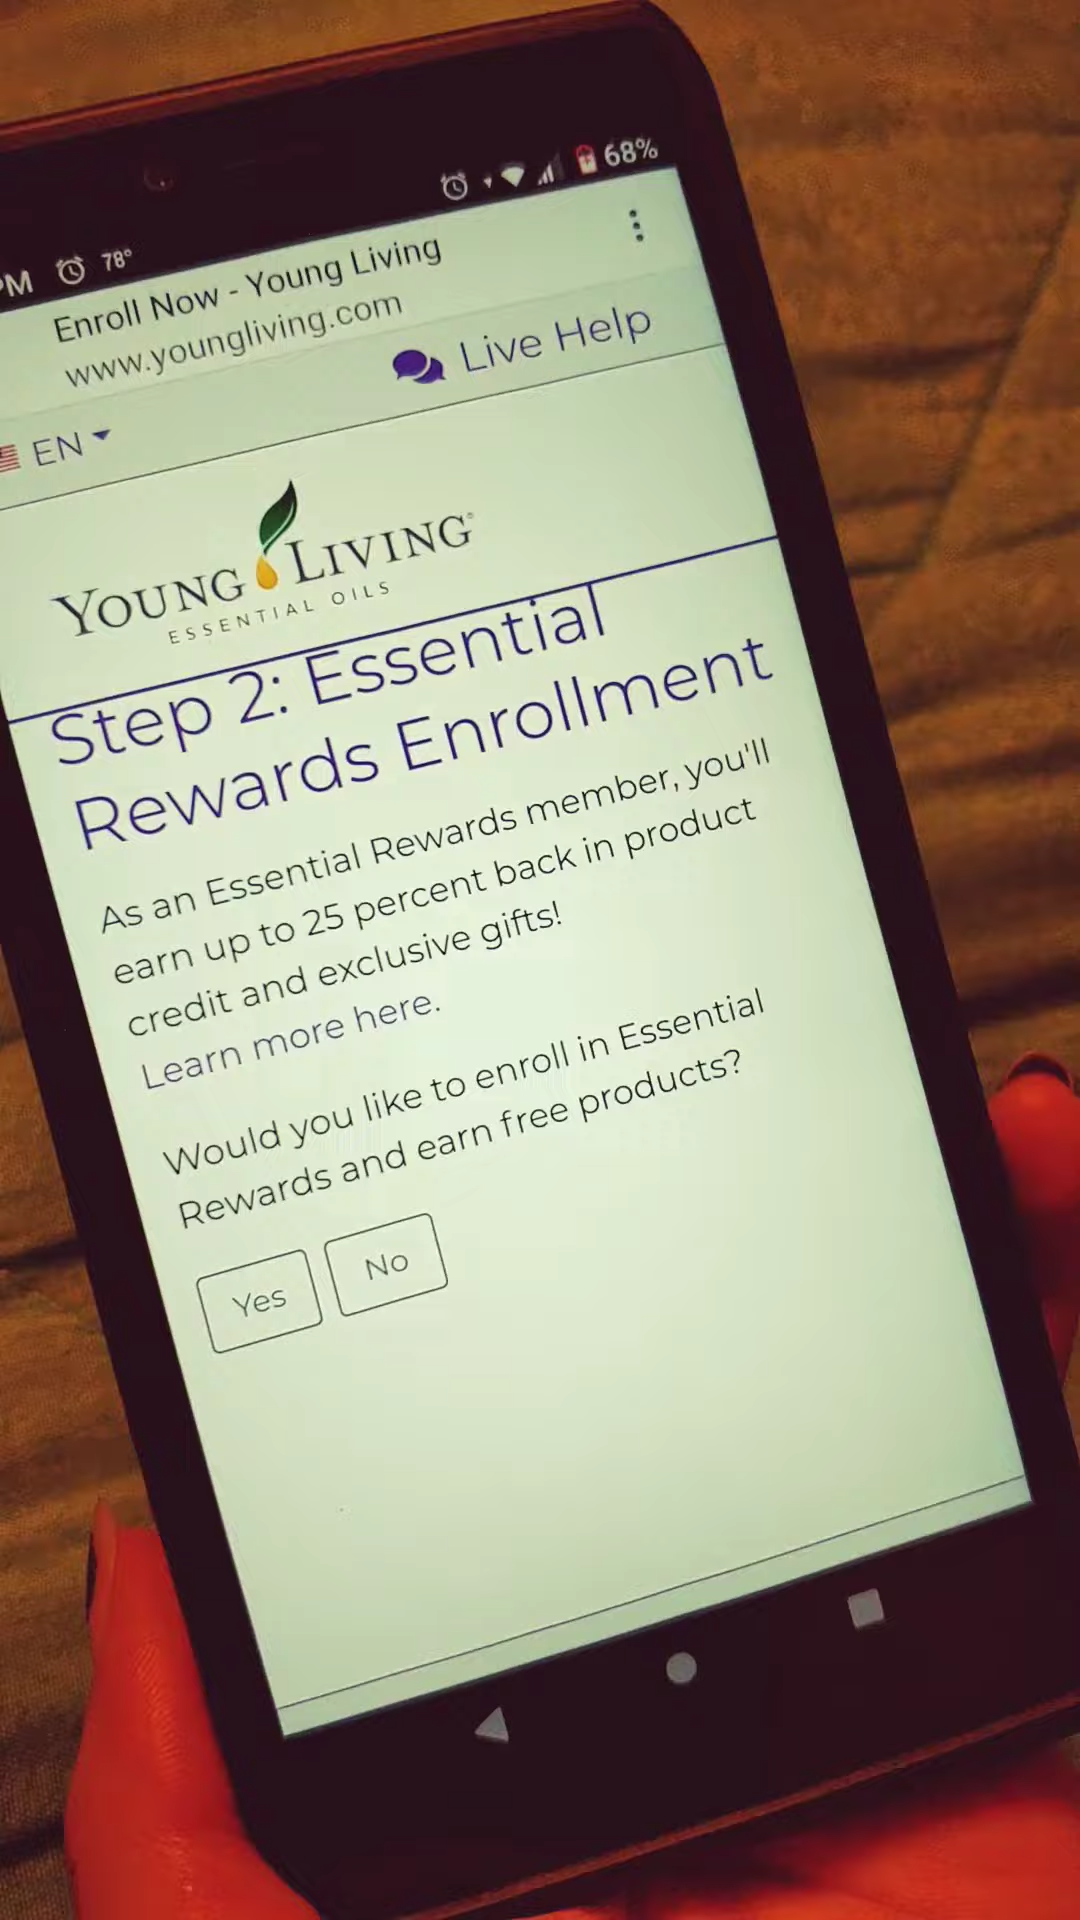 68%
PM 78°
Enroll Now - Young Living
www.youngliving.com
Live Help
EN
YOUNG LIVING
ESSENTIAL OILS
Step 2: Essential
Rewards Enrollment
As an Essential Rewards member, you'll
earn up to 25 percent back in product
credit and exclusive gifts!
Learn more here.
Would you like to enroll in Essential
Rewards and earn free products?
Yes
No